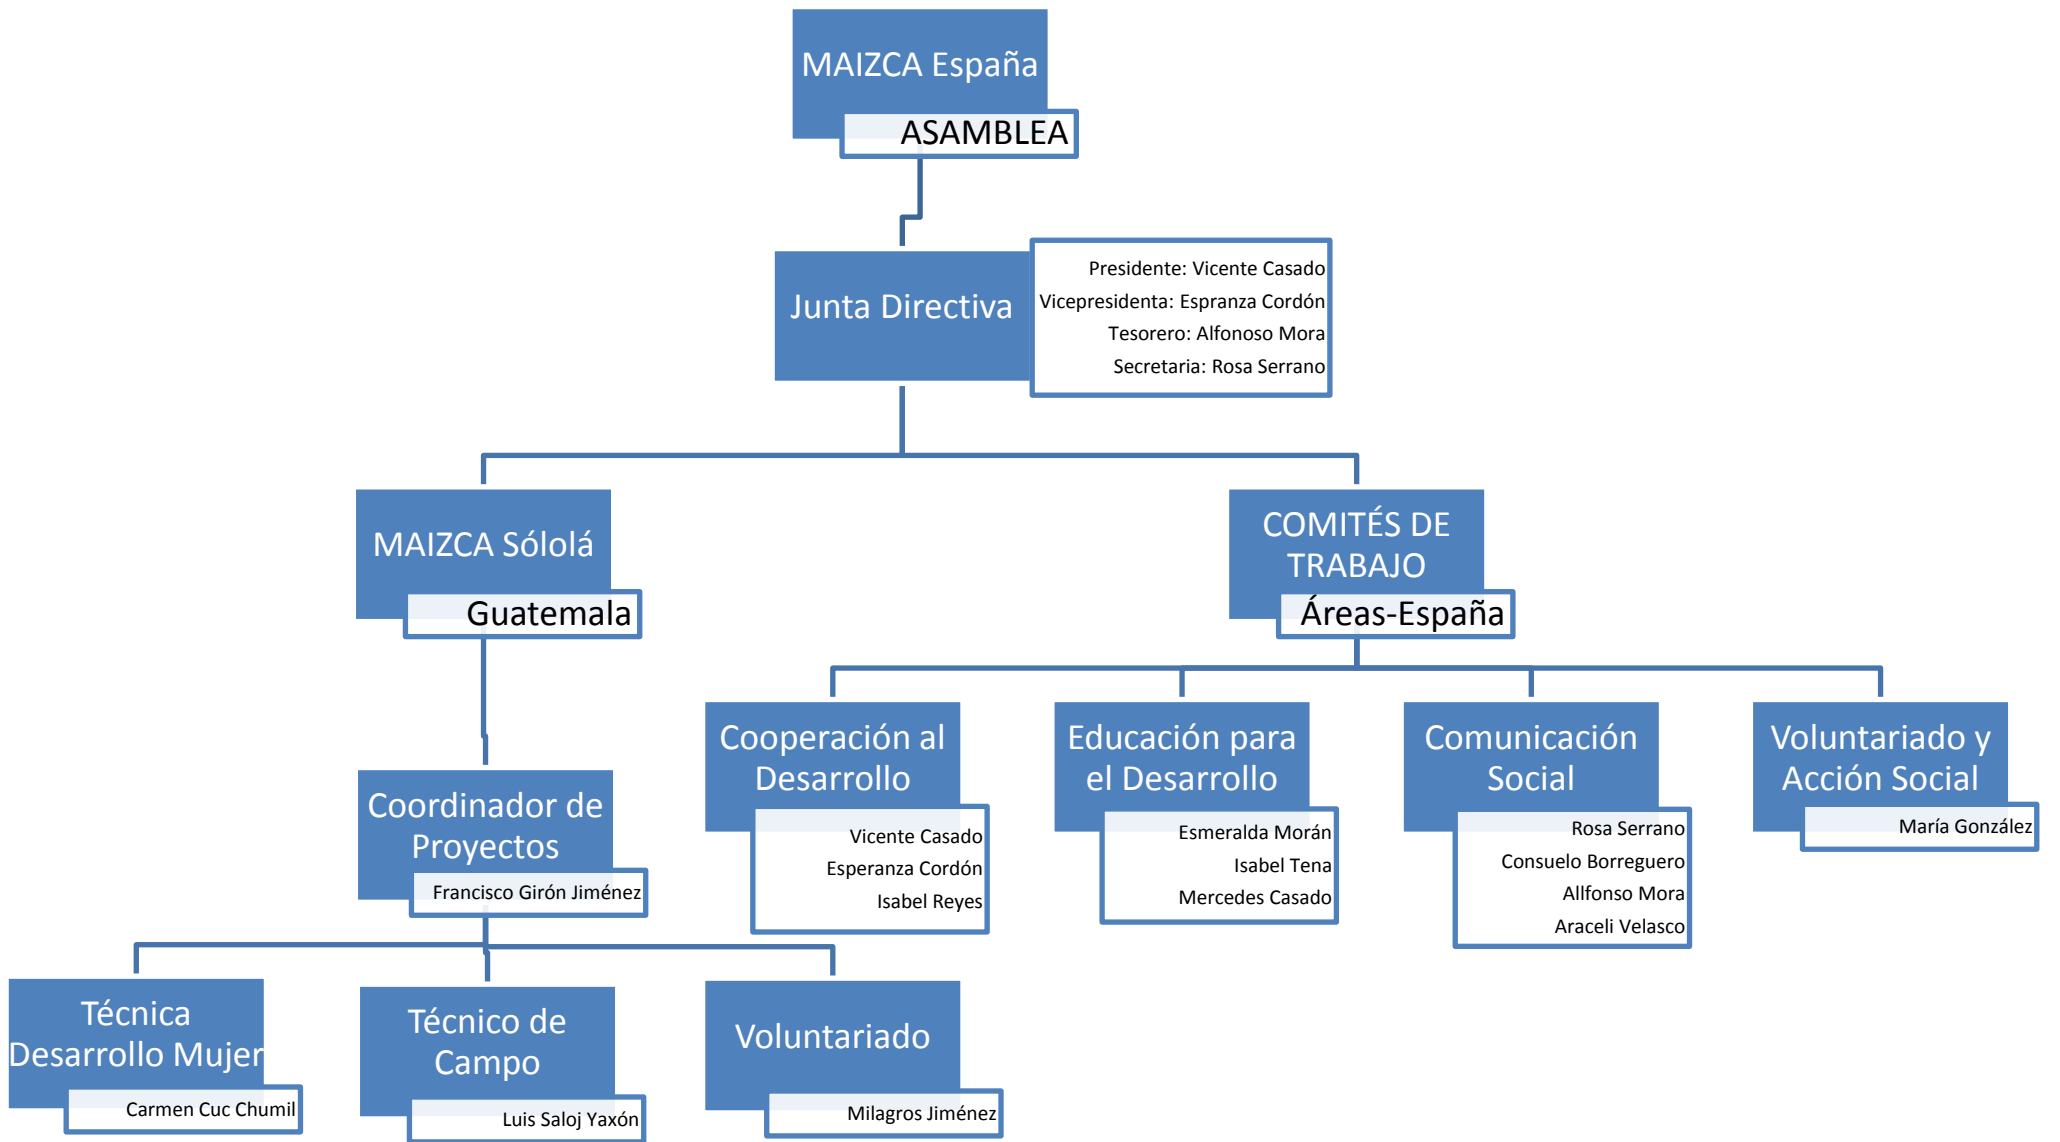 MAIZCA España
ASAMBLEA
Junta Directiva
Presidente: Vicente Casado
Vicepresidenta: Espranza Cordón
Tesorero: Alfonoso Mora
Secretaria: Rosa Serrano
MAIZCA Sólolá
Guatemala
COMITÉS DE
TRABAJO
Áreas-España
Coordinador de
Proyectos
Francisco Girón Jiménez
Técnica
Desarrollo Mujer
Carmen Cuc Chumil
Técnico de
Campo
Luis Saloj Yaxón
Voluntariado
Milagros Jiménez
Cooperación al
Desarrollo
Vicente Casado
Esperanza Cordón
Isabel Reyes
Educación para
el Desarrollo
Esmeralda Morán
Isabel Tena
Mercedes Casado
Comunicación
Social
Rosa Serrano
Consuelo Borreguero
Allfonso Mora
Araceli Velasco
Voluntariado y
Acción Social
María González